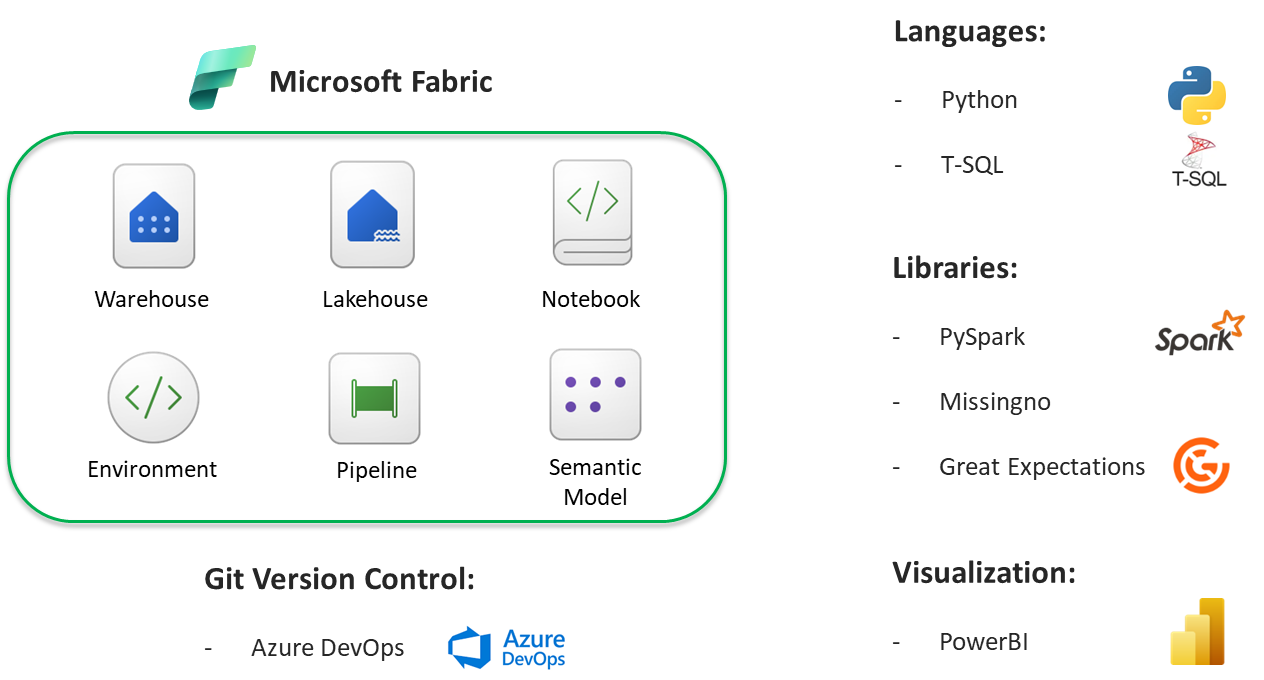 Microsoft Fabric
Warehouse
Lakehouse
Notebook
Environment
Pipeline
Semantic
Model
Git Version Control:
- Azure DevOps
Azure
DevOps
Languages:
- Python
- T-SQL
T-SQL
Libraries:
- PySpark
Spark
- Missingno
- Great Expectations
Visualization:
- PowerBI